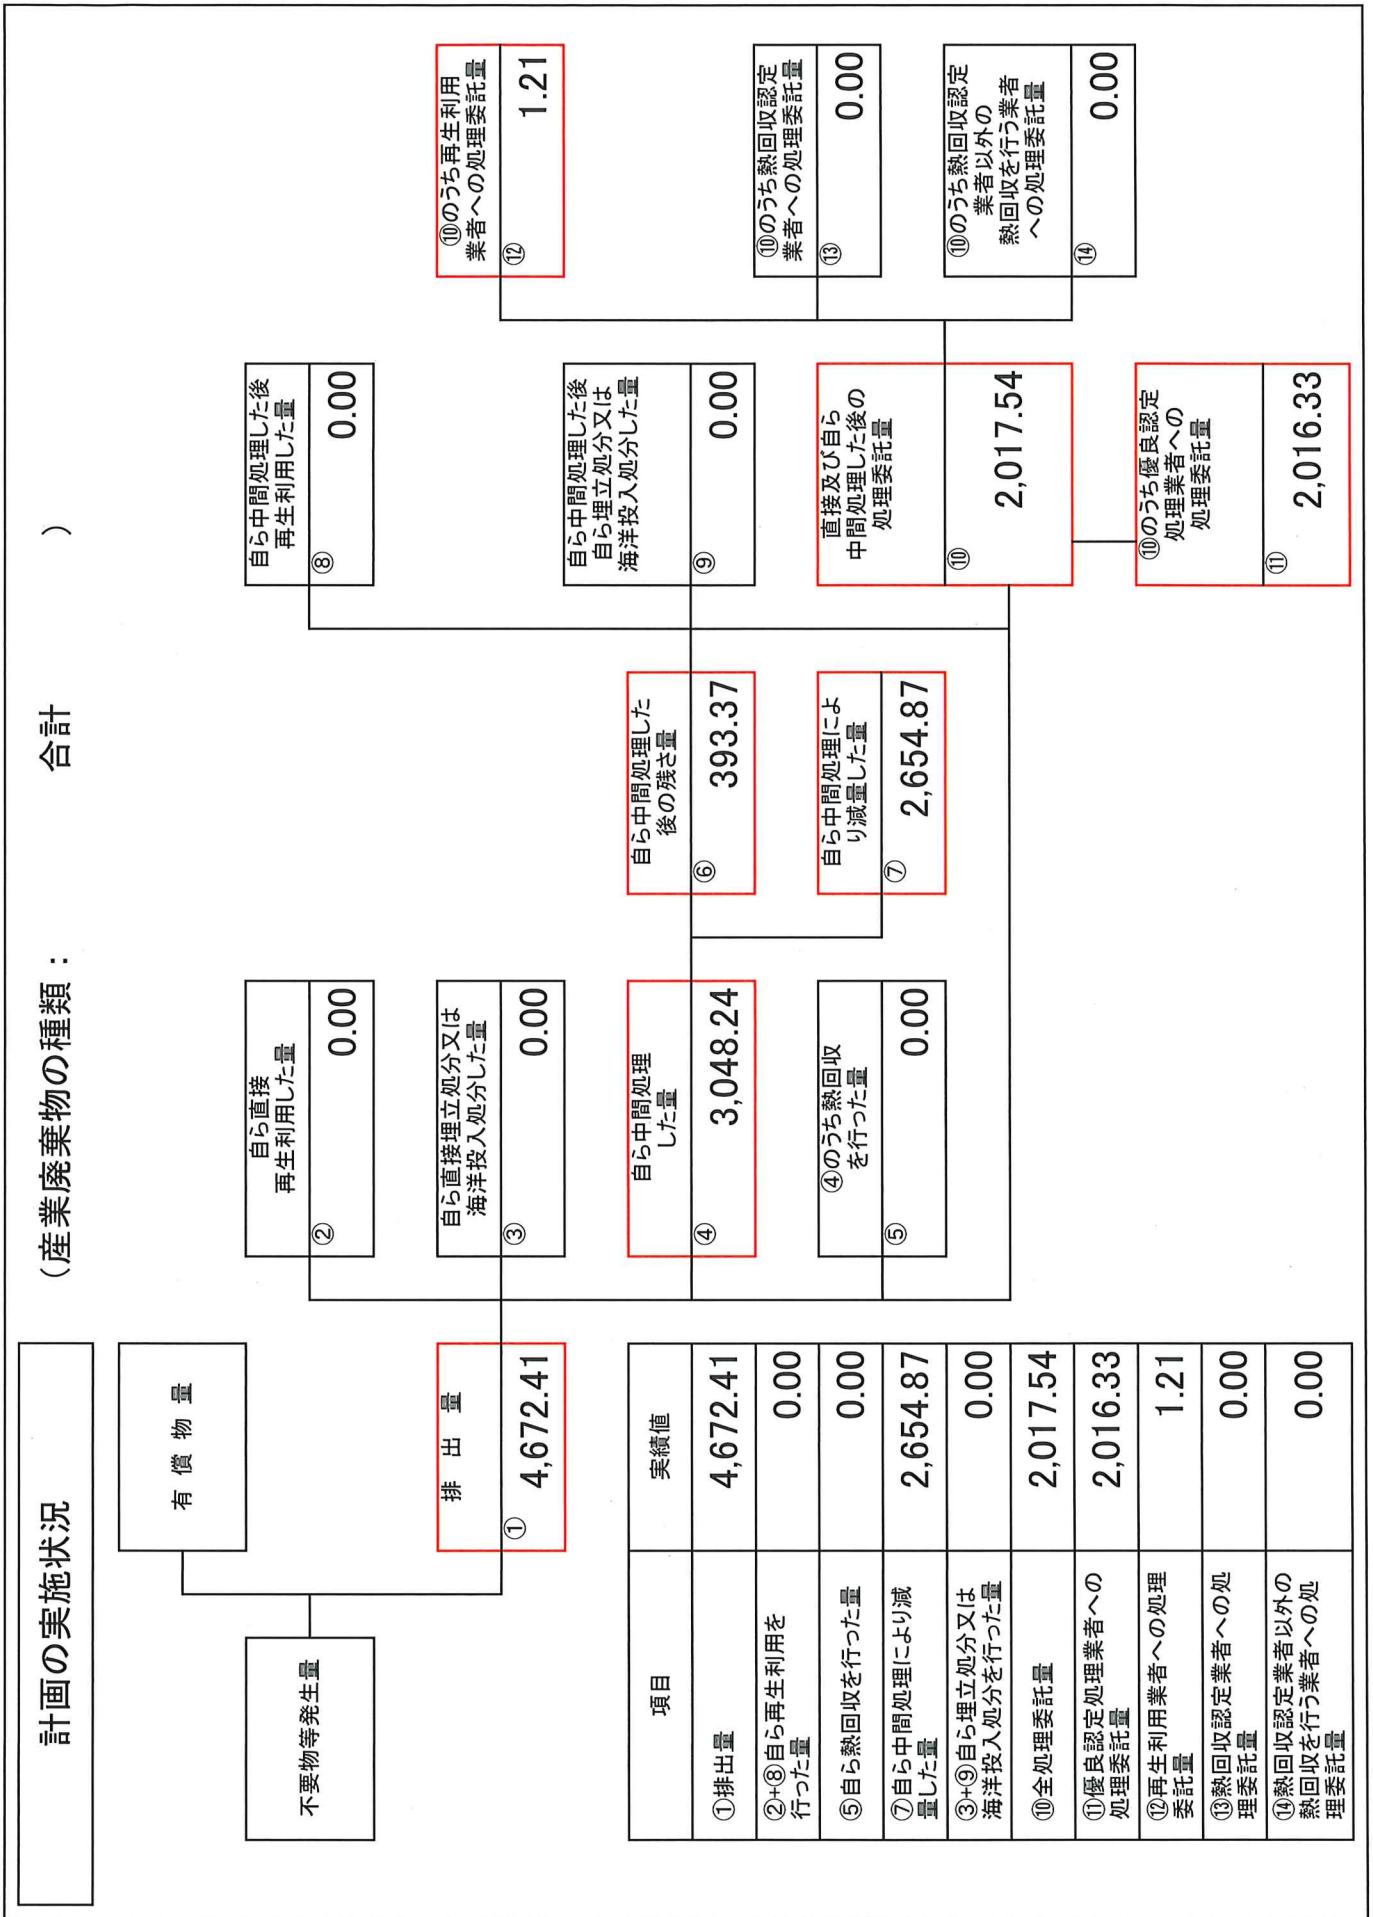 計画の実施状況
(産業廃棄物の種類： 合計 )
有 償 物 量
不要物等発生量
排 出 量
① 4,672.41
自ら直接
再生利用した量
② 0.00
自ら直接埋立処分又は
海洋投入処分した量
③ 0.00
自ら中間処理
した量
④ 3,048.24
④のうち熱回収
を行った量
⑤ 0.00
自ら中間処理した
後の残さ量
⑥ 393.37
自ら中間処理によ
り減量した量
⑦ 2,654.87
自ら中間処理した後
再生利用した量
⑧ 0.00
自ら中間処理した後
自ら埋立処分又は
海洋投入処分した量
⑨ 0.00
直接及び自ら
中間処理した後の
処理委託量
⑩ 2,017.54
⑩のうち優良認定
処理業者への
処理委託量
⑪ 2,016.33
⑩のうち再生利用
業者への処理委託量
⑫ 1.21
⑩のうち熱回収認定
業者への処理委託量
⑬ 0.00
⑩のうち熱回収認定
業者以外の
熱回収を行う業者
への処理委託量
⑭ 0.00
項目 実績値
①排出量 4,672.41
②+⑧自ら再生利用を
行った量 0.00
⑤自ら熱回収を行った量 0.00
⑦自ら中間処理により減
量した量 2,654.87
③+⑨自ら埋立処分又は
海洋投入処分を行った量 0.00
⑩全処理委託量 2,017.54
⑪優良認定処理業者への
処理委託量 2,016.33
⑫再生利用業者への処理
委託量 1.21
⑬熱回収認定業者への処
理委託量 0.00
⑭熱回収認定業者以外の
熱回収を行う業者への処
理委託量 0.00